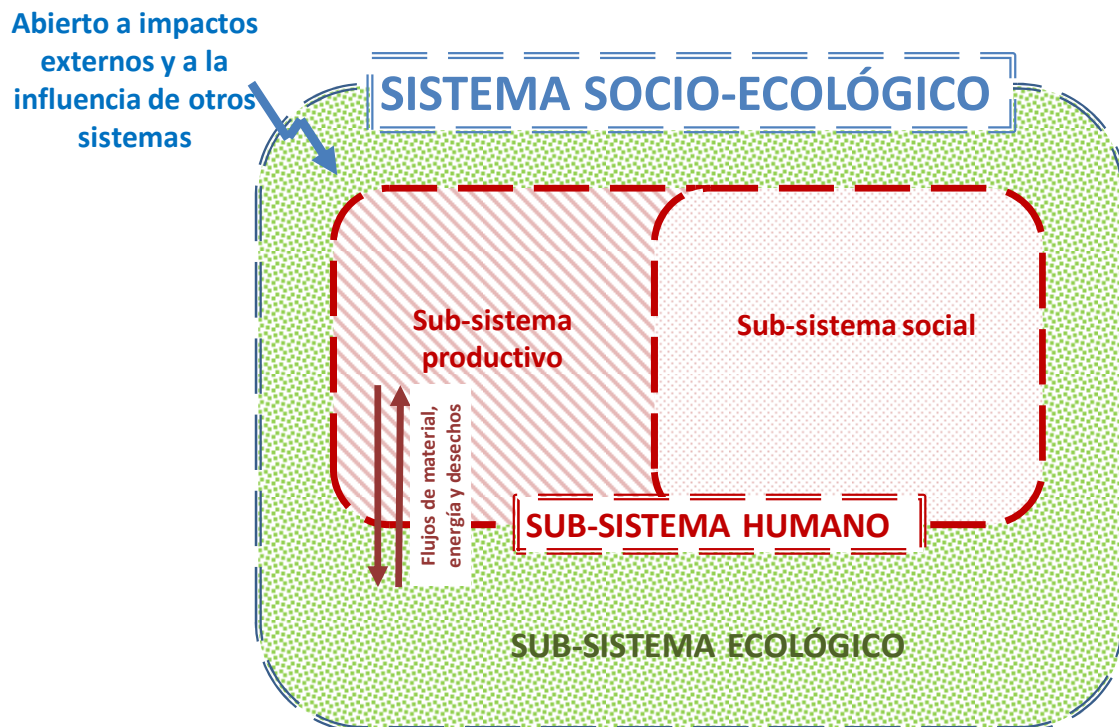 Abierto a impactos
externos y a la
influencia de otros
sistemas
SISTEMA SOCIO-ECOLÓGICO
Sub-sistema
productivo
Sub-sistema social
Flujos de material,
energía y desechos
SUB-SISTEMA HUMANO
SUB-SISTEMA ECOLÓGICO